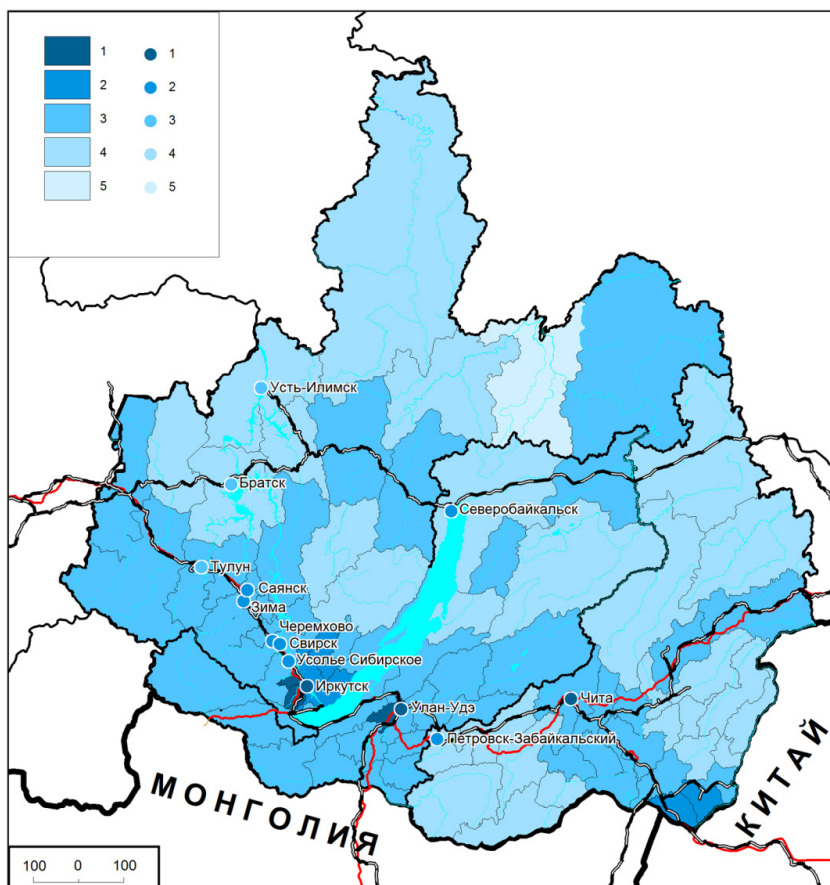 1 1
2 2
3 3
4 4
5 5
Усть-Илимск
Братск
Северобайкальск
Тулун
Саянск
Зима
Черемхово
Свирск
Усолье Сибирское
Иркутск
Чита
Улан-Удэ
Петровск-Забайкальский
МОНГОЛИЯ
КИТАЙ
100 0 100